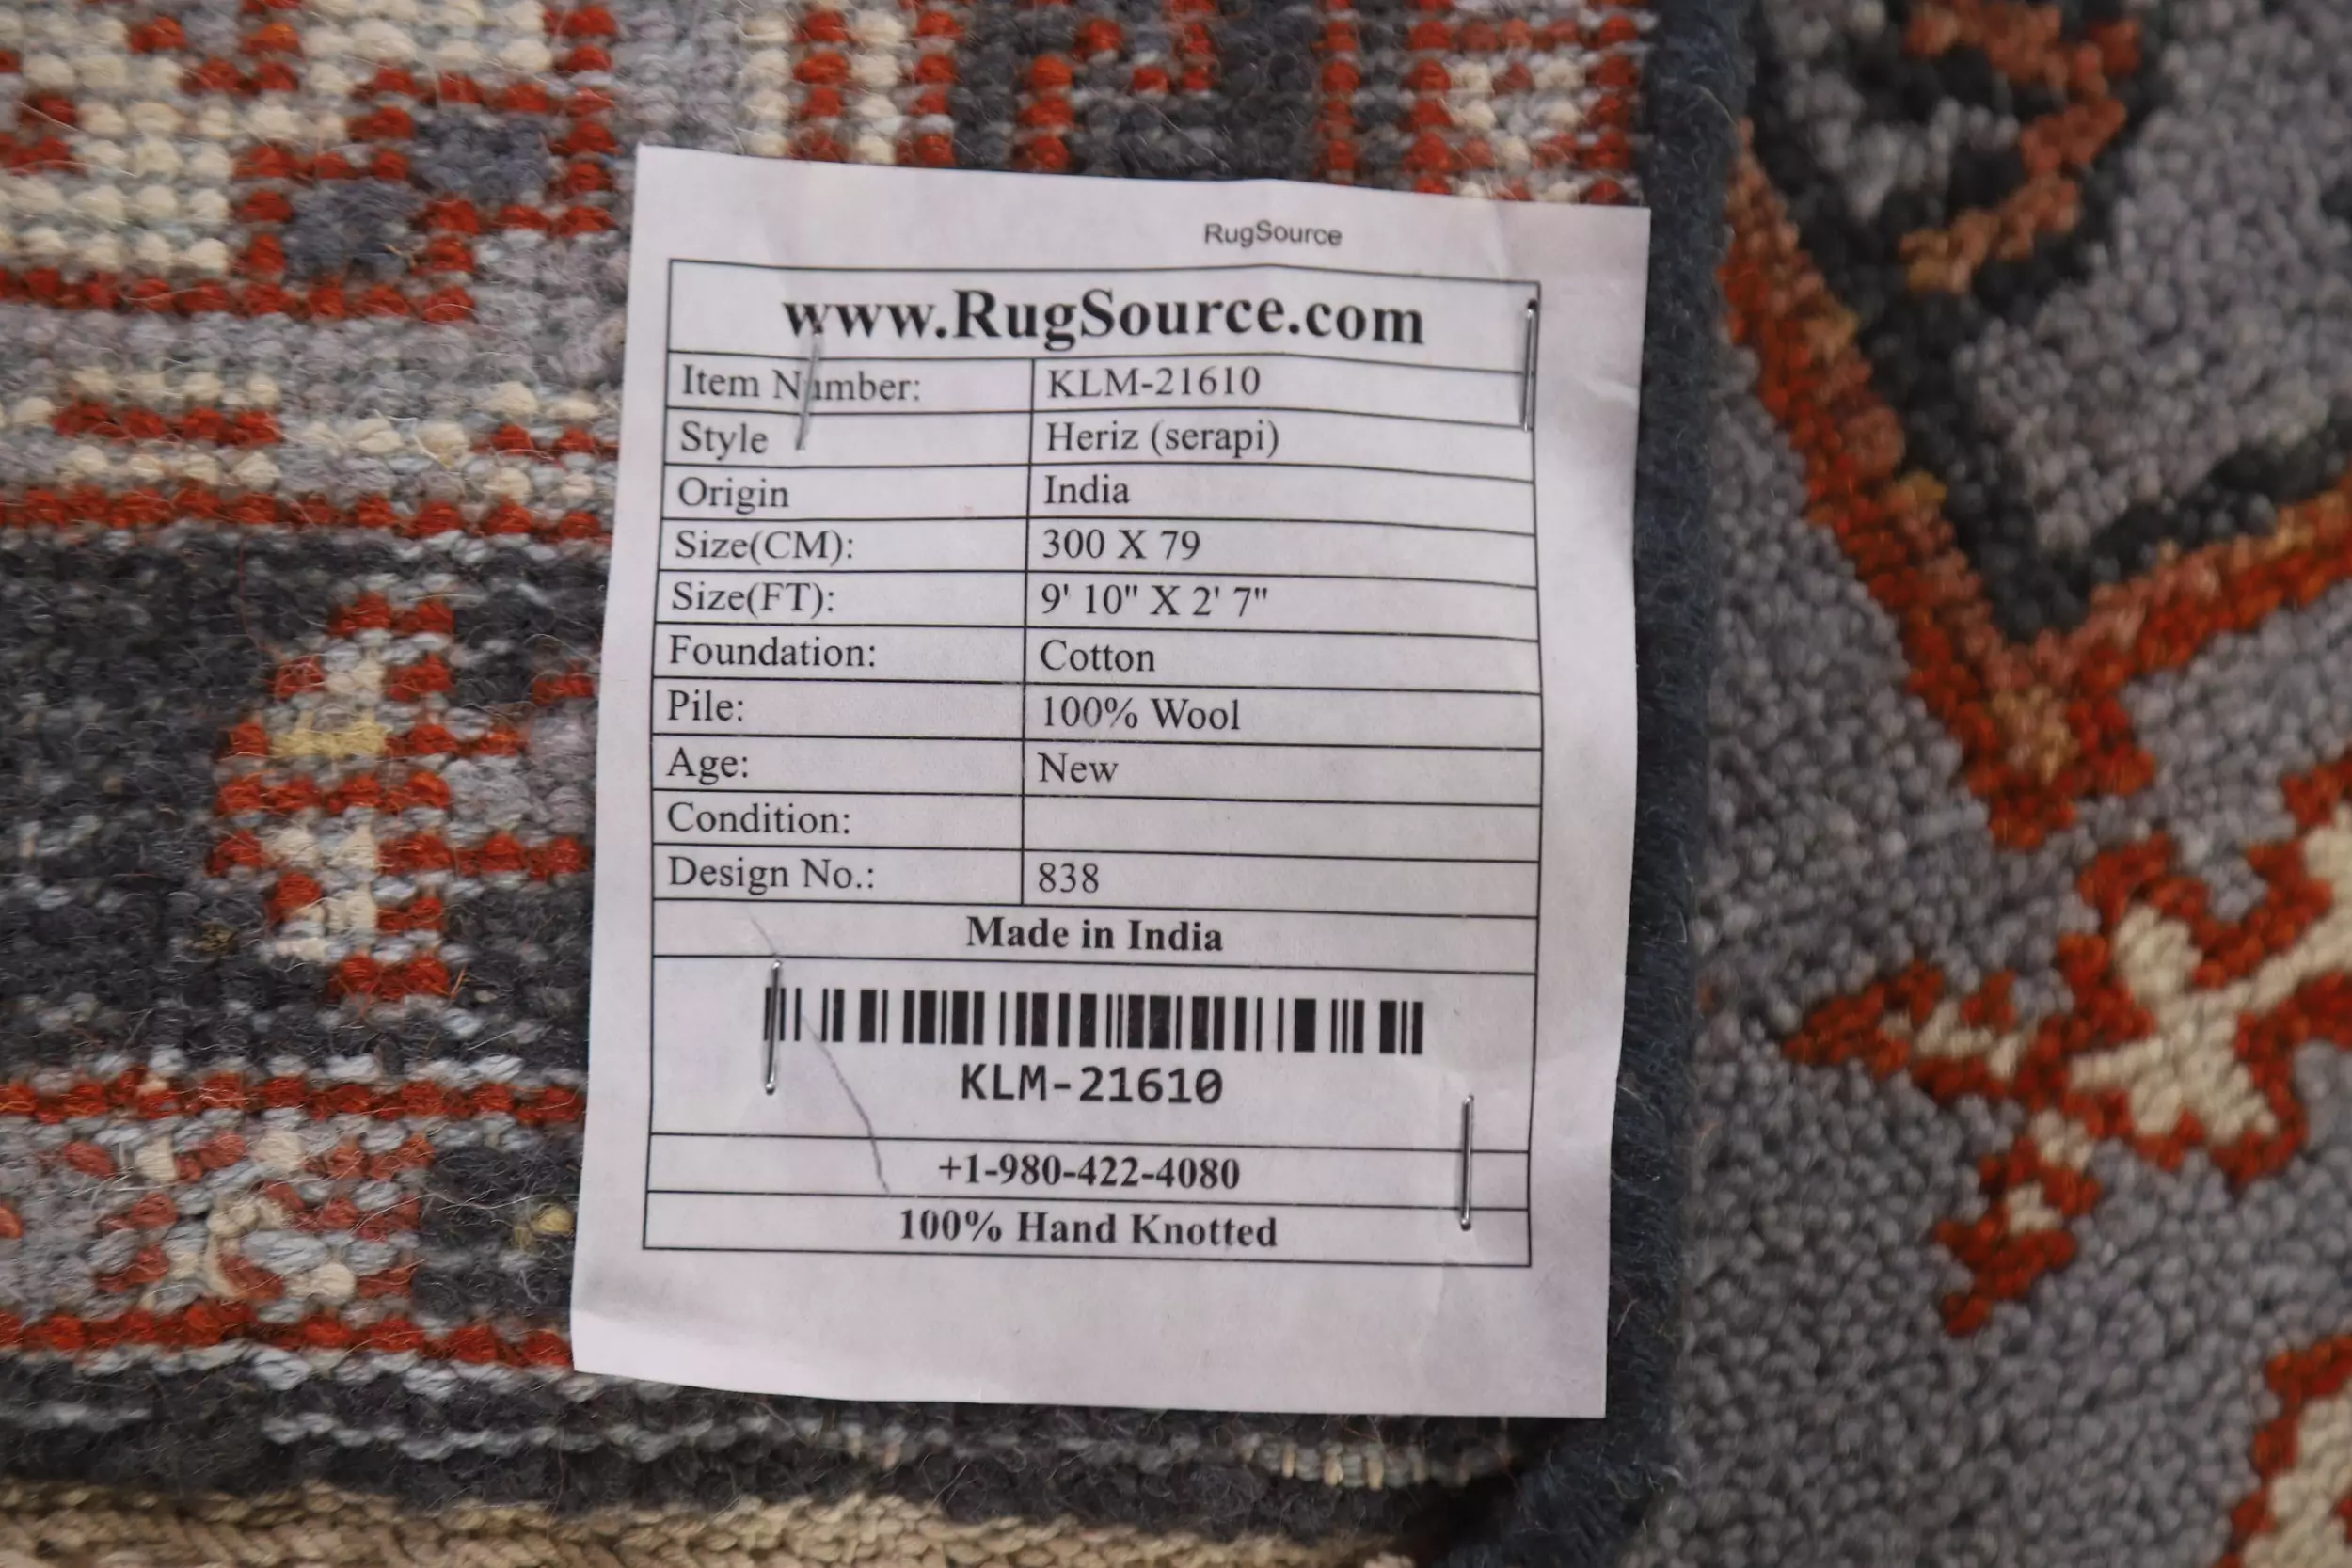 RugSource
www.RugSource.com
Item Number: KLM-21610
Style Heriz (serapi)
Origin India
Size(CM): 300 X 79
Size(FT): 9' 10" X 2' 7"
Foundation: Cotton
Pile: 100% Wool
Age: New
Condition:
Design No.: 838
Made in India
KLM-21610
+1-980-422-4080
100% Hand Knotted